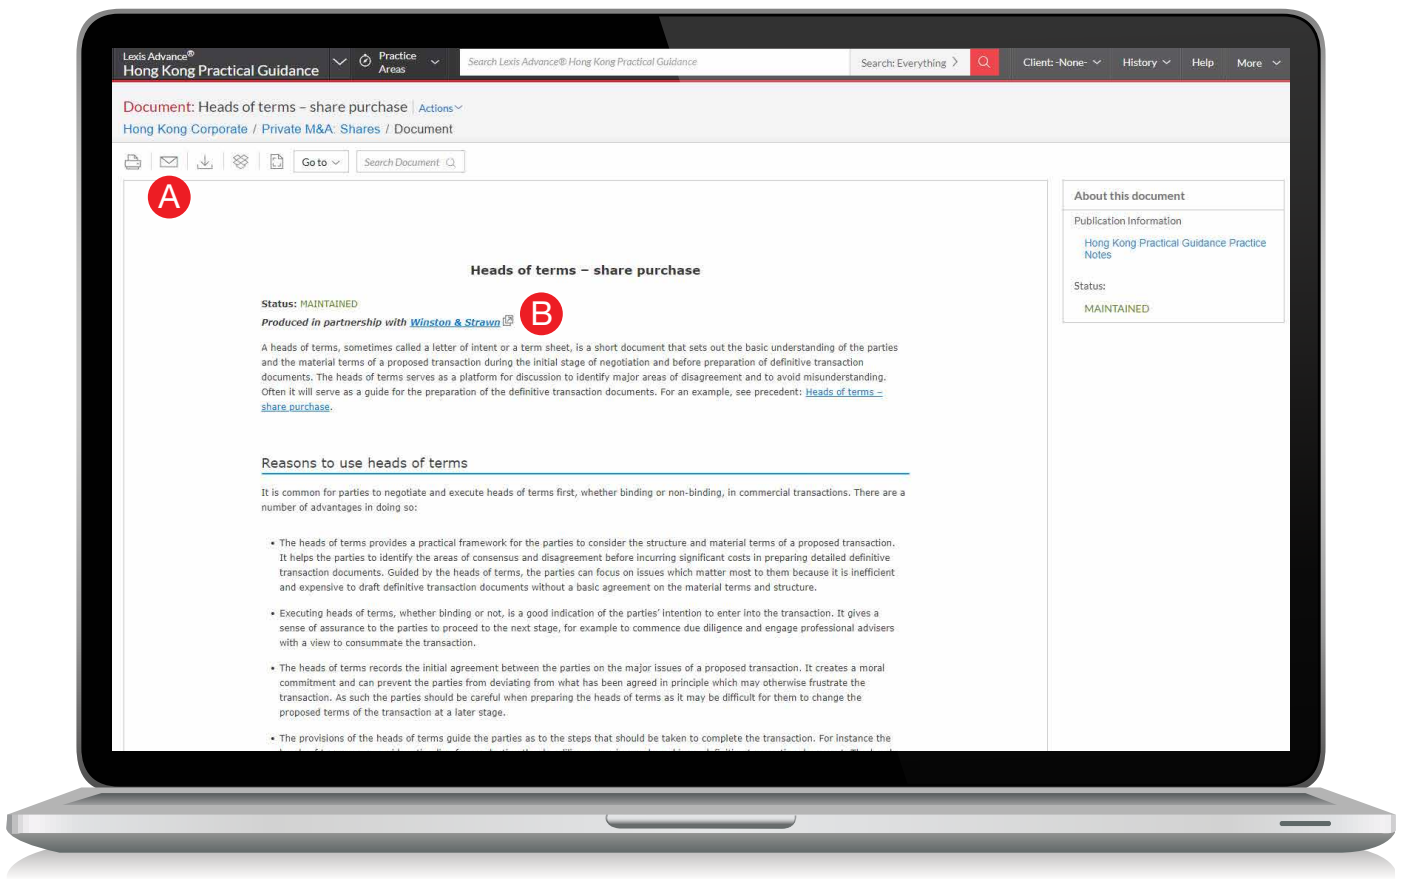 Lexis Advance®
Hong Kong Practical Guidance
Practice
Areas
Search Lexis Advance® Hong Kong Practical Guidance
Search: Everything
Client: -None-
History
Help
More
Document: Heads of terms – share purchase
Actions
Hong Kong Corporate / Private M&A: Shares / Document
Go to
Search Document
A
About this document
Publication Information
Hong Kong Practical Guidance Practice
Notes
Status:
MAINTAINED
Heads of terms – share purchase
Status: MAINTAINED
Produced in partnership with Winston & Strawn
B
A heads of terms, sometimes called a letter of intent or a term sheet, is a short document that sets out the basic understanding of the parties
and the material terms of a proposed transaction during the initial stage of negotiation and before preparation of definitive transaction
documents. The heads of terms serves as a platform for discussion to identify major areas of disagreement and to avoid misunderstanding.
Often it will serve as a guide for the preparation of the definitive transaction documents. For an example, see precedent: Heads of terms –
share purchase.
Reasons to use heads of terms
It is common for parties to negotiate and execute heads of terms first, whether binding or non-binding, in commercial transactions. There are a
number of advantages in doing so:
• The heads of terms provides a practical framework for the parties to consider the structure and material terms of a proposed transaction.
It helps the parties to identify the areas of consensus and disagreement before incurring significant costs in preparing detailed definitive
transaction documents. Guided by the heads of terms, the parties can focus on issues which matter most to them because it is inefficient
and expensive to draft definitive transaction documents without a basic agreement on the material terms and structure.
• Executing heads of terms, whether binding or not, is a good indication of the parties' intention to enter into the transaction. It gives a
sense of assurance to the parties to proceed to the next stage, for example to commence due diligence and engage professional advisers
with a view to consummate the transaction.
• The heads of terms records the initial agreement between the parties on the major issues of a proposed transaction. It creates a moral
commitment and can prevent the parties from deviating from what has been agreed in principle which may otherwise frustrate the
transaction. As such the parties should be careful when preparing the heads of terms as it may be difficult for them to change the
proposed terms of the transaction at a later stage.
• The provisions of the heads of terms guide the parties as to the steps that should be taken to complete the transaction. For instance the